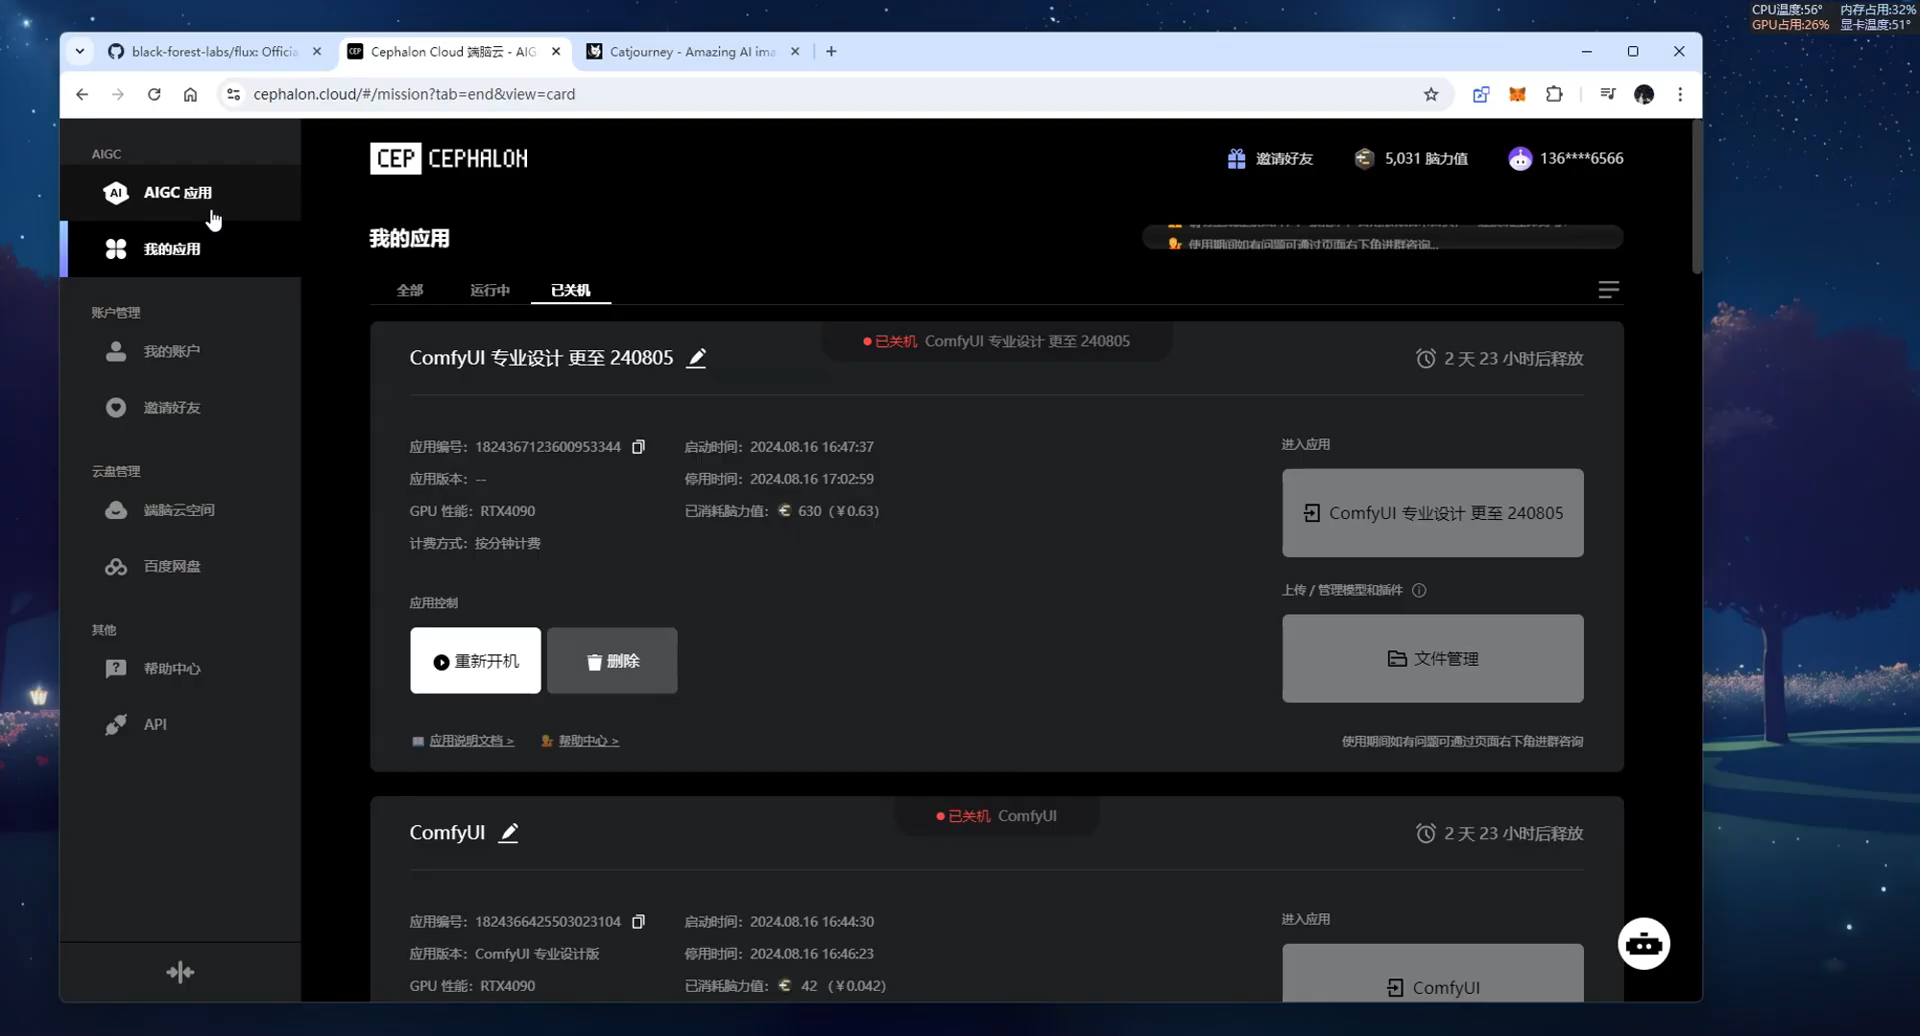 CPU温度:56° 内存占用:32%
GPU占用:26% 显卡温度:51°
black-forest-labs/flux: Officia
Cephalon Cloud 端脑云 - AIG
Catjourney - Amazing AI ima
cephalon.cloud/#/mission?tab=end&view=card
AIGC
AI AIGC 应用
我的应用
账户管理
我的账户
邀请好友
云盘管理
端脑云空间
百度网盘
其他
帮助中心
API
CEP CEPHALON
邀请好友
5,031 脑力值
136****6566
我的应用
使用期间如有问题可通过页面右下角进群咨询...
全部 运行中 已关机
已关机 ComfyUI 专业设计 更至 240805
ComfyUI 专业设计 更至 240805
2 天 23 小时后释放
应用编号: 1824367123600953344
启动时间: 2024.08.16 16:47:37
应用版本: --
停用时间: 2024.08.16 17:02:59
GPU 性能: RTX4090
已消耗脑力值: 630 (¥0.63)
计费方式: 按分钟计费
进入应用
ComfyUI 专业设计 更至 240805
上传 / 管理模型和插件
文件管理
应用控制
重新开机 删除
应用说明文档 > 帮助中心 >
使用期间如有问题可通过页面右下角进群咨询
已关机 ComfyUI
ComfyUI
2 天 23 小时后释放
应用编号: 1824366425503023104
启动时间: 2024.08.16 16:44:30
应用版本: ComfyUI 专业设计版
停用时间: 2024.08.16 16:46:23
GPU 性能: RTX4090
已消耗脑力值: 42 (¥0.042)
进入应用
ComfyUI